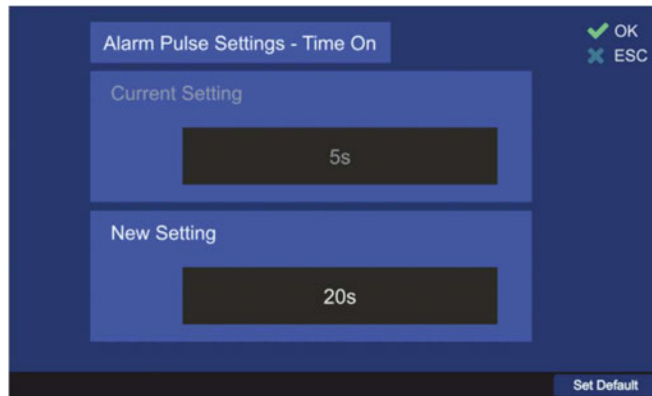 Alarm Pulse Settings - Time On
OK
ESC
Current Setting
5s
New Setting
20s
Set Default